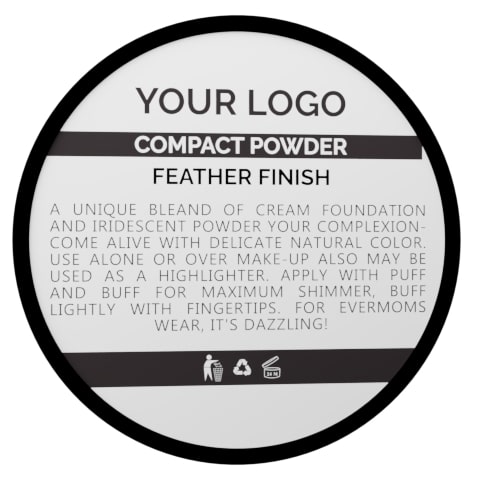 YOUR LOGO
COMPACT POWDER
FEATHER FINISH
A UNIQUE BLEAND OF CREAM FOUNDATION
AND IRIDESCENT POWDER YOUR COMPLEXION-
COME ALIVE WITH DELICATE NATURAL COLOR.
USE ALONE OR OVER MAKE-UP ALSO MAY BE
USED AS A HIGHLIGHTER. APPLY WITH PUFF
AND BUFF FOR MAXIMUM SHIMMER, BUFF
LIGHTLY WITH FINGERTIPS. FOR EVERMOMS
WEAR, IT'S DAZZLING!
24 M